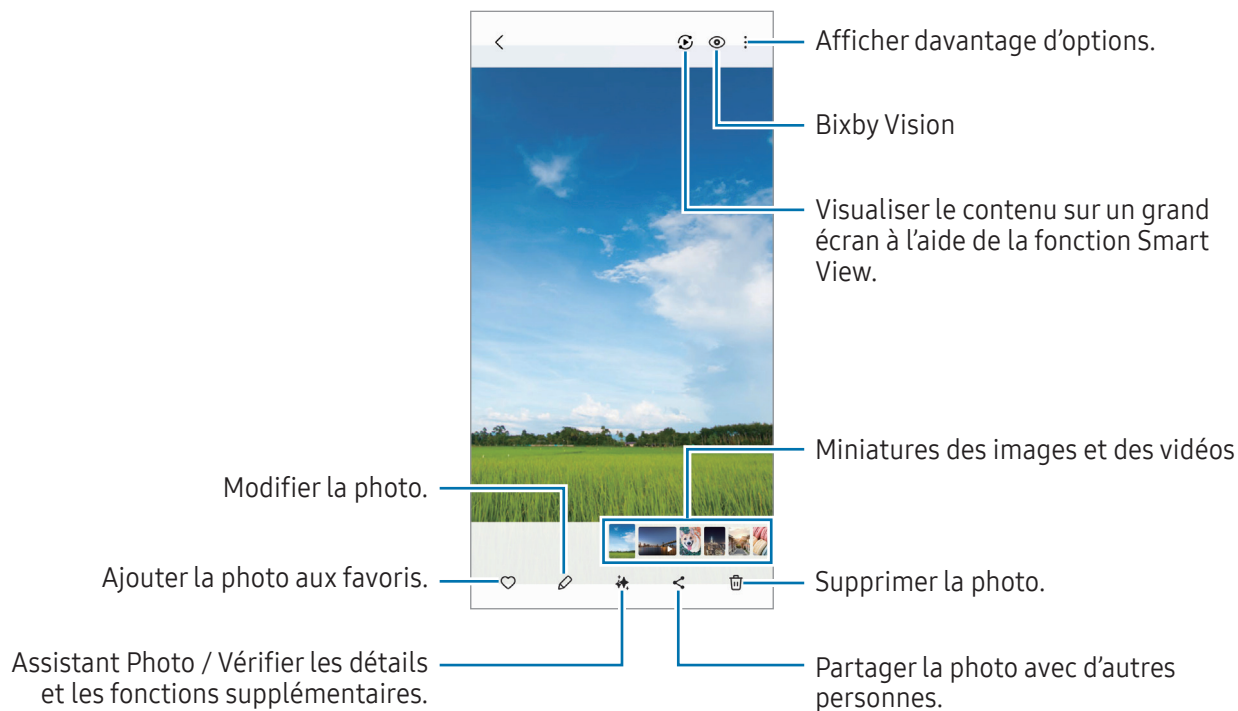 Afficher davantage d’options.
Bixby Vision
Visualiser le contenu sur un grand
écran à l’aide de la fonction Smart
View.
Miniatures des images et des vidéos
Modifier la photo.
Ajouter la photo aux favoris.
Supprimer la photo.
Assistant Photo / Vérifier les détails
et les fonctions supplémentaires.
Partager la photo avec d’autres
personnes.